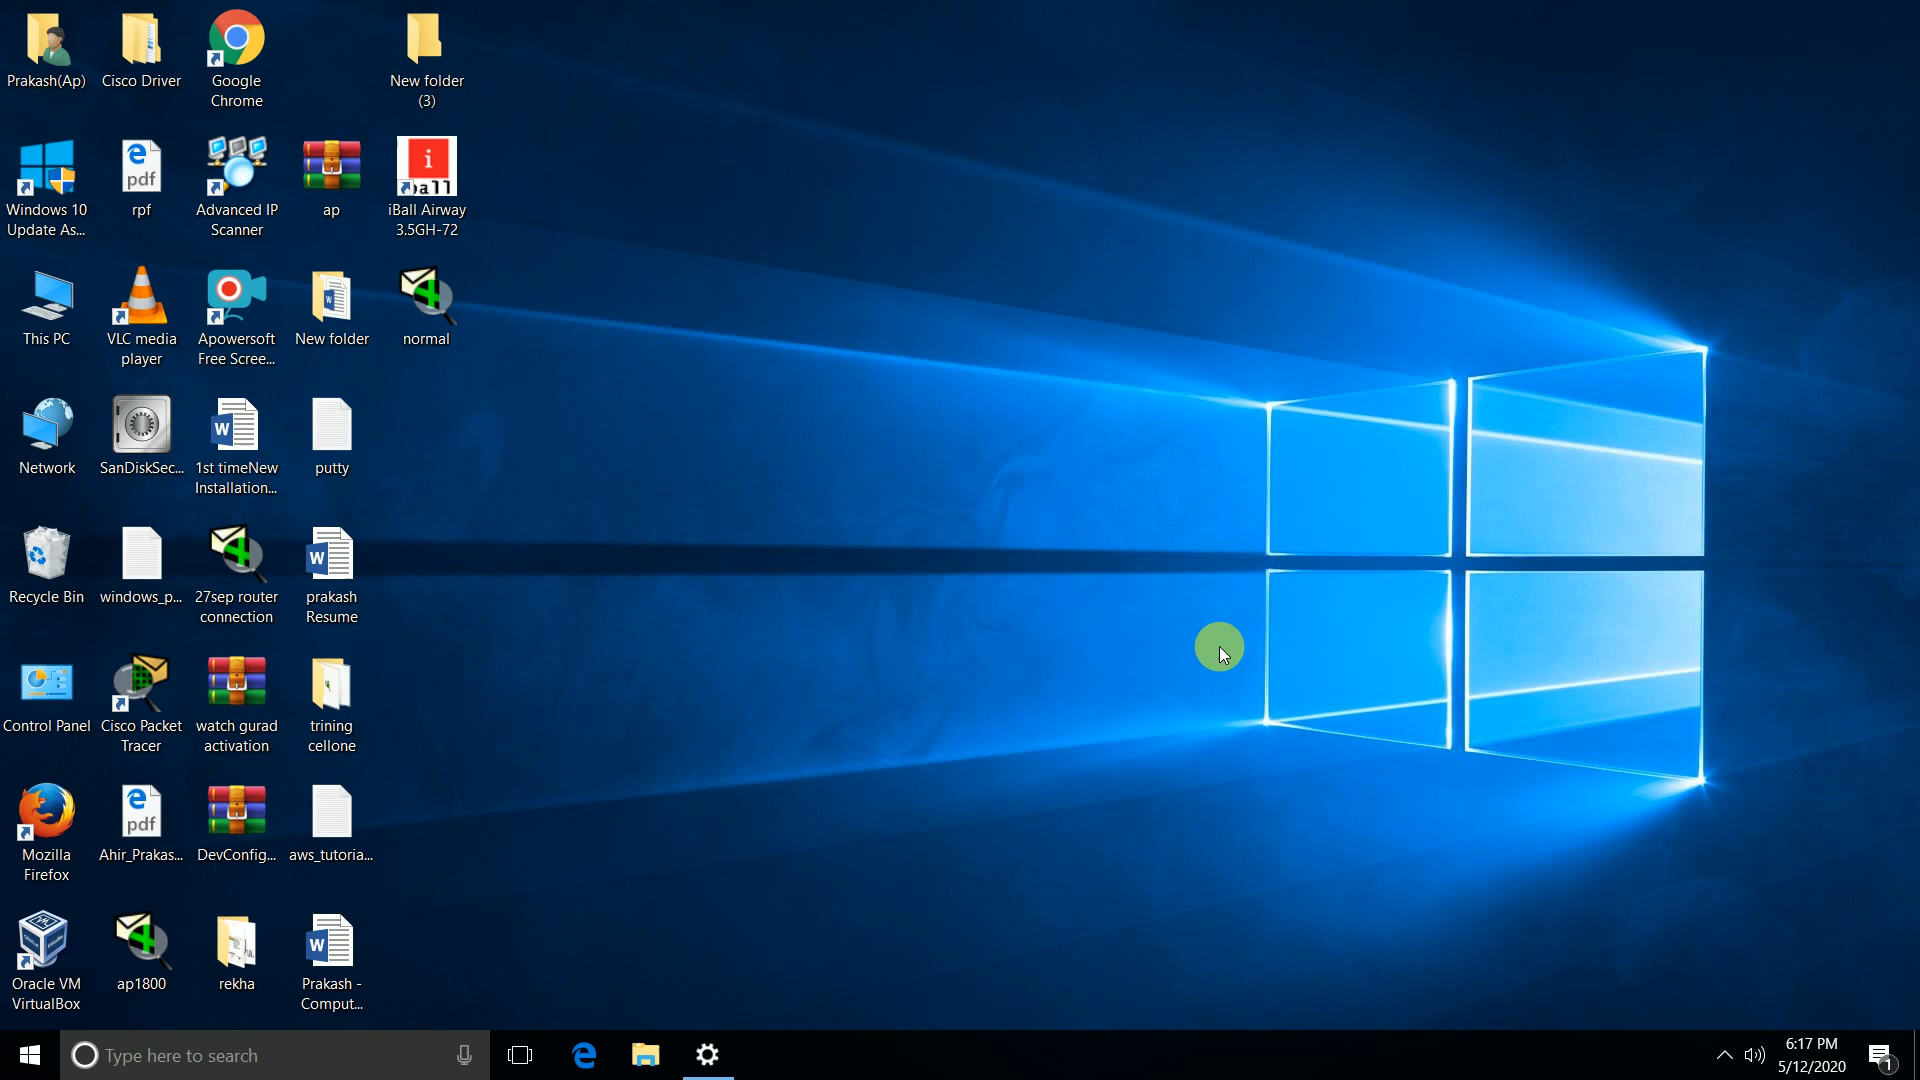 Prakash(Ap)
Cisco Driver
Google
Chrome
New folder
(3)
Windows 10
Update As...
pdf
rpf
Advanced IP
Scanner
ap
i
ball
iBall Airway
3.5GH-72
This PC
VLC media
player
Apowersoft
Free Scree...
New folder
normal
Network
SanDiskSec...
1st timeNew
Installation...
putty
Recycle Bin
windows_p...
27sep router
connection
prakash
Resume
Control Panel
Cisco Packet
Tracer
watch gurad
activation
trining
cellone
Mozilla
Firefox
pdf
Ahir_Prakas...
DevConfig...
aws_tutoria...
Oracle VM
VirtualBox
ap1800
rekha
Prakash -
Comput...
Type here to search
6:17 PM
5/12/2020
1